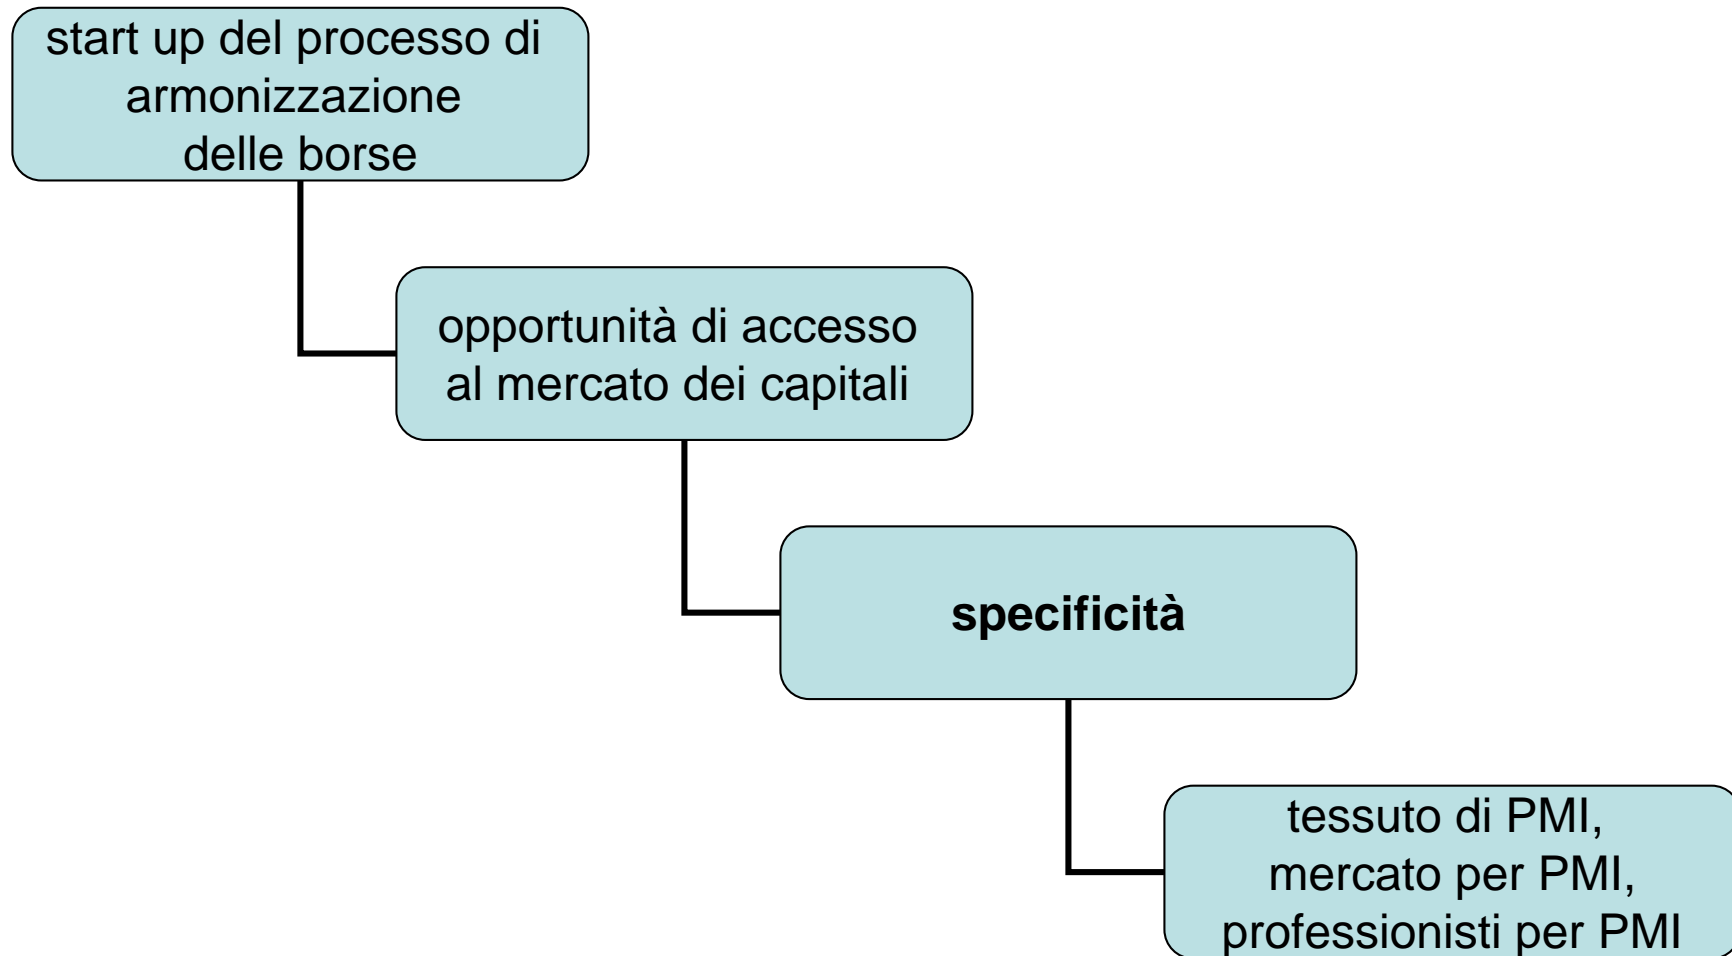 start up del processo di
armonizzazione
delle borse
opportunità di accesso
al mercato dei capitali
specificità
tessuto di PMI,
mercato per PMI,
professionisti per PMI